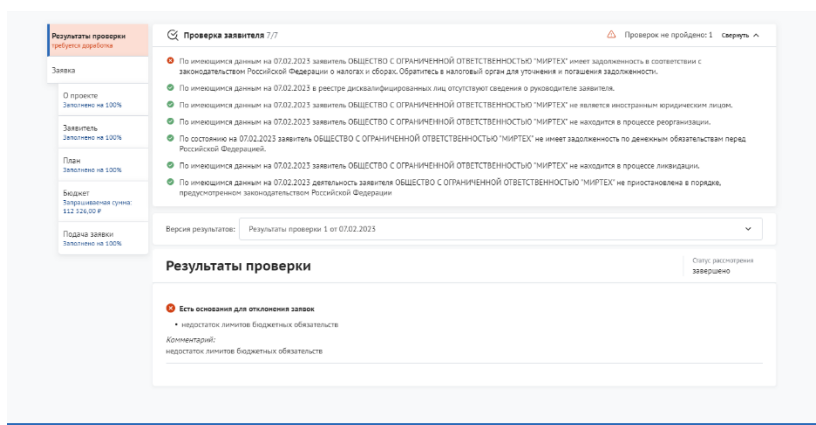 Результаты проверки
требуется доработка
Заявка
О проекте
Заполнено на 100%
Заявитель
Заполнено на 100%
План
Заполнено на 100%
Бюджет
Запрашиваемая сумма:
112 326,00 ₽
Подача заявки
Заполнено на 100%
Проверка заявителя 7/7
Проверок не пройдено: 1 Свернуть
По имеющимся данным на 07.02.2023 заявитель ОБЩЕСТВО С ОГРАНИЧЕННОЙ ОТВЕТСТВЕННОСТЬЮ "МИРТЕХ" имеет задолженность в соответствии с
законодательством Российской Федерации о налогах и сборах. Обратитесь в налоговый орган для уточнения и погашения задолженности.
По имеющимся данным на 07.02.2023 в реестре дисквалифицированных лиц отсутствуют сведения о руководителе заявителя.
По имеющимся данным на 07.02.2023 заявитель ОБЩЕСТВО С ОГРАНИЧЕННОЙ ОТВЕТСТВЕННОСТЬЮ "МИРТЕХ" не является иностранным юридическим лицом.
По имеющимся данным на 07.02.2023 заявитель ОБЩЕСТВО С ОГРАНИЧЕННОЙ ОТВЕТСТВЕННОСТЬЮ "МИРТЕХ" не находится в процессе реорганизации.
По состоянию на 07.02.2023 заявитель ОБЩЕСТВО С ОГРАНИЧЕННОЙ ОТВЕТСТВЕННОСТЬЮ "МИРТЕХ" не имеет задолженность по денежным обязательствам перед
Российской Федерацией.
По имеющимся данным на 07.02.2023 заявитель ОБЩЕСТВО С ОГРАНИЧЕННОЙ ОТВЕТСТВЕННОСТЬЮ "МИРТЕХ" не находится в процессе ликвидации.
По имеющимся данным на 07.02.2023 деятельность заявителя ОБЩЕСТВО С ОГРАНИЧЕННОЙ ОТВЕТСТВЕННОСТЬЮ "МИРТЕХ" не приостановлена в порядке,
предусмотренном законодательством Российской Федерации
Версия результатов: Результаты проверки 1 от 07.02.2023
Результаты проверки
Статус рассмотрения
завершено
Есть основания для отклонения заявок
• недостаток лимитов бюджетных обязательств
Комментарий:
недостаток лимитов бюджетных обязательств